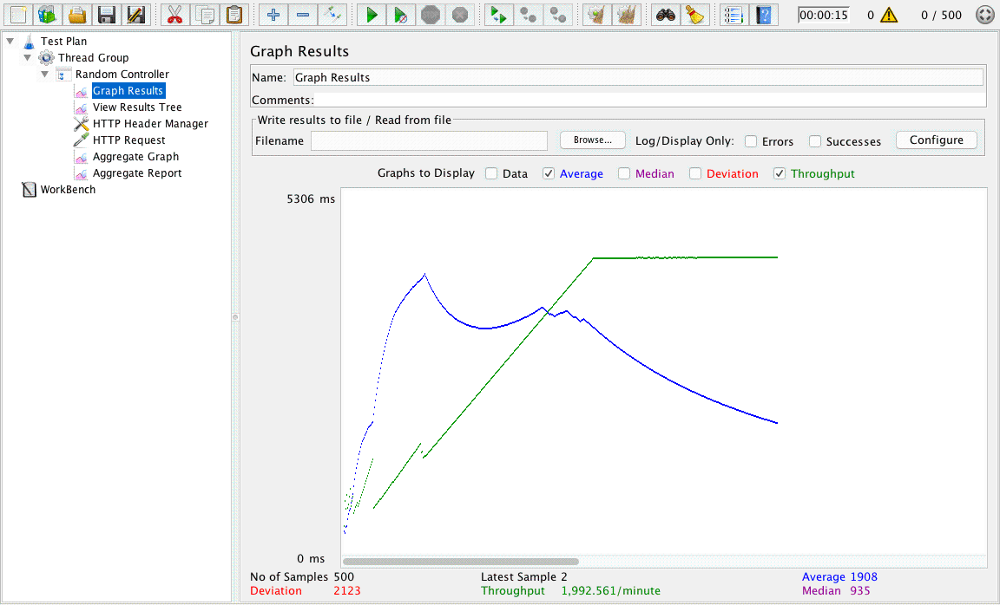 00:00:15 0 0 / 500
Test Plan
Thread Group
Random Controller
Graph Results
View Results Tree
HTTP Header Manager
HTTP Request
Aggregate Graph
Aggregate Report
WorkBench
Graph Results
Name: Graph Results
Comments:
Write results to file / Read from file
Filename Browse... Log/Display Only: Errors Successes Configure
Graphs to Display Data Average Median Deviation Throughput
5306 ms
0 ms
No of Samples 500 Latest Sample 2 Average 1908
Deviation 2123 Throughput 1,992.561/minute Median 935